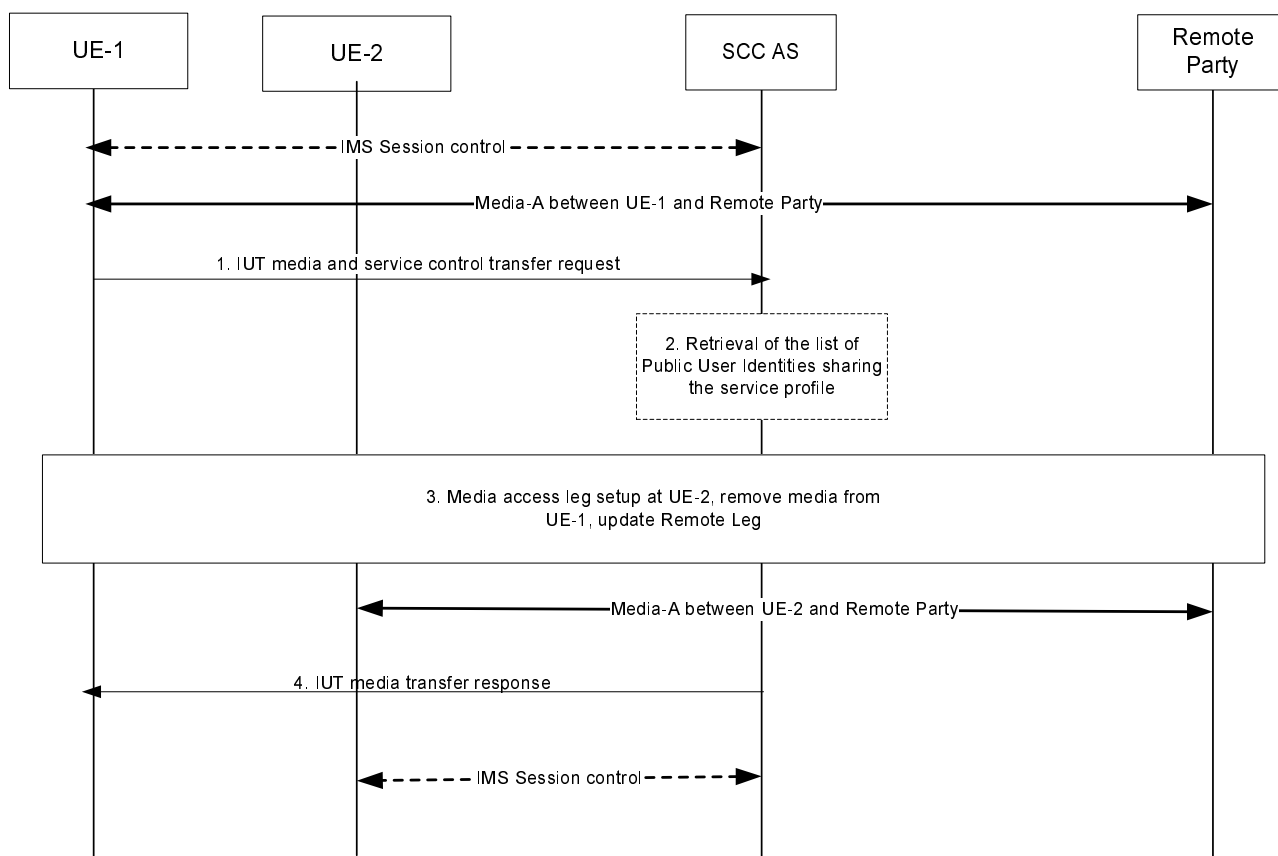 UE-1
UE-2
SCC AS
Remote
Party
IMS Session control
Media-A between UE-1 and Remote Party
1. IUT media and service control transfer request
2. Retrieval of the list of
Public User Identities sharing
the service profile
3. Media access leg setup at UE-2, remove media from
UE-1, update Remote Leg
Media-A between UE-2 and Remote Party
4. IUT media transfer response
IMS Session control